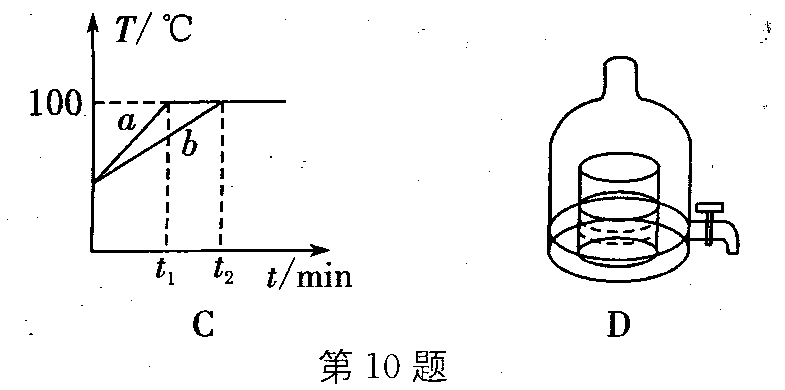 T/℃
100
a
b
t₁ t₂ t/min
C D
第10题